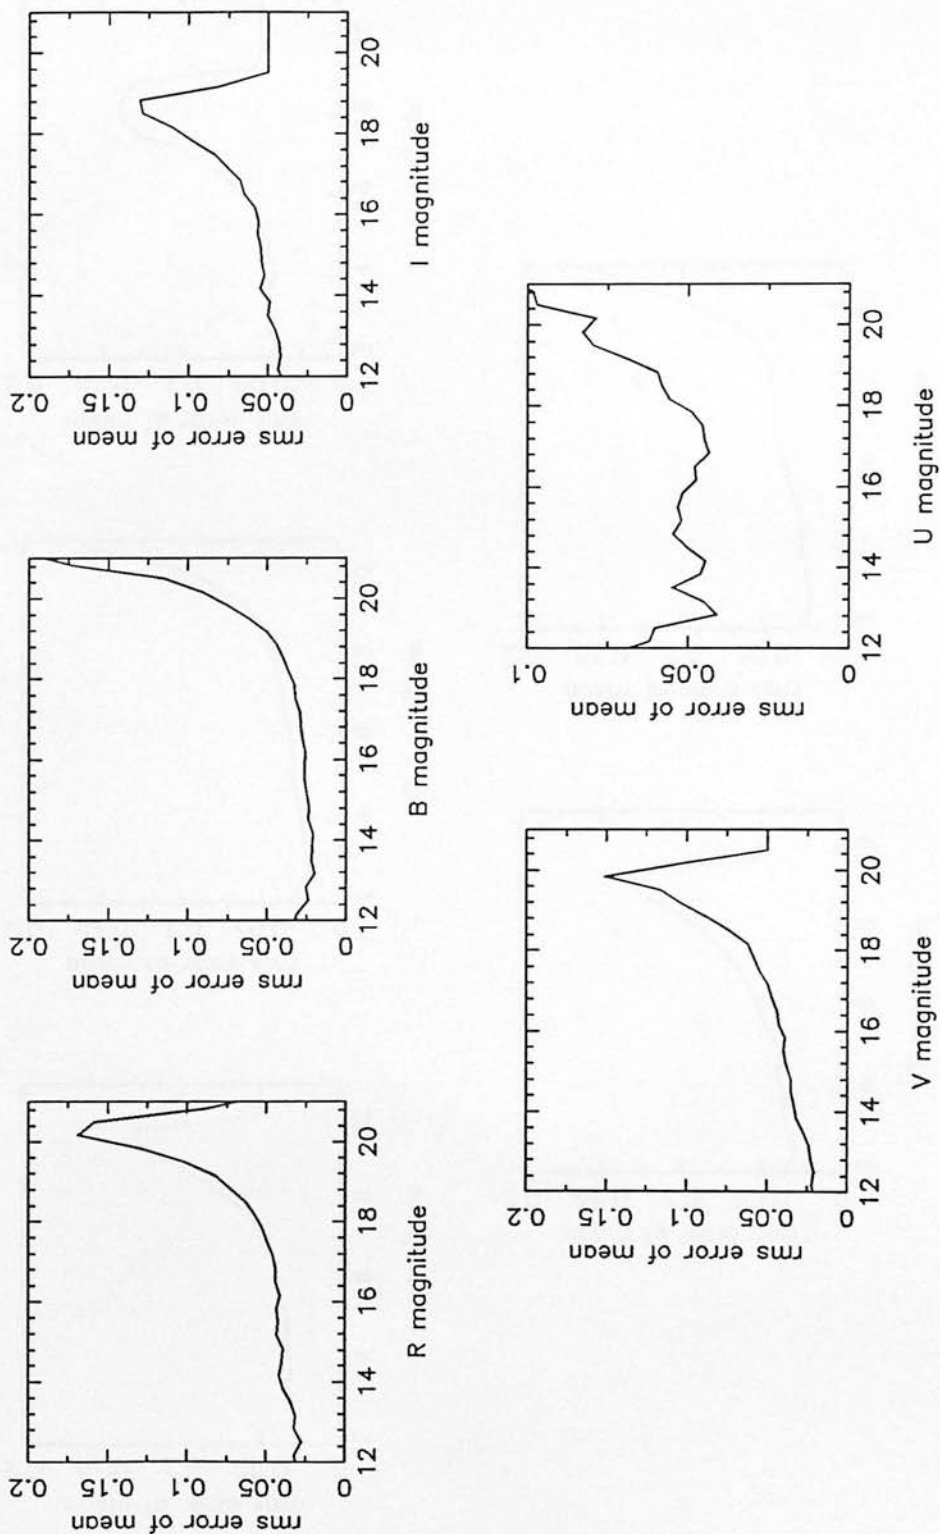 rms error of mean
0 0.05 0.1 0.15 0.2
12 14 16 18 20
R magnitude
rms error of mean
0 0.05 0.1 0.15 0.2
12 14 16 18 20
B magnitude
rms error of mean
0 0.05 0.1 0.15 0.2
12 14 16 18 20
I magnitude
rms error of mean
0 0.05 0.1 0.15 0.2
12 14 16 18 20
V magnitude
rms error of mean
0 0.05 0.1
12 14 16 18 20
U magnitude